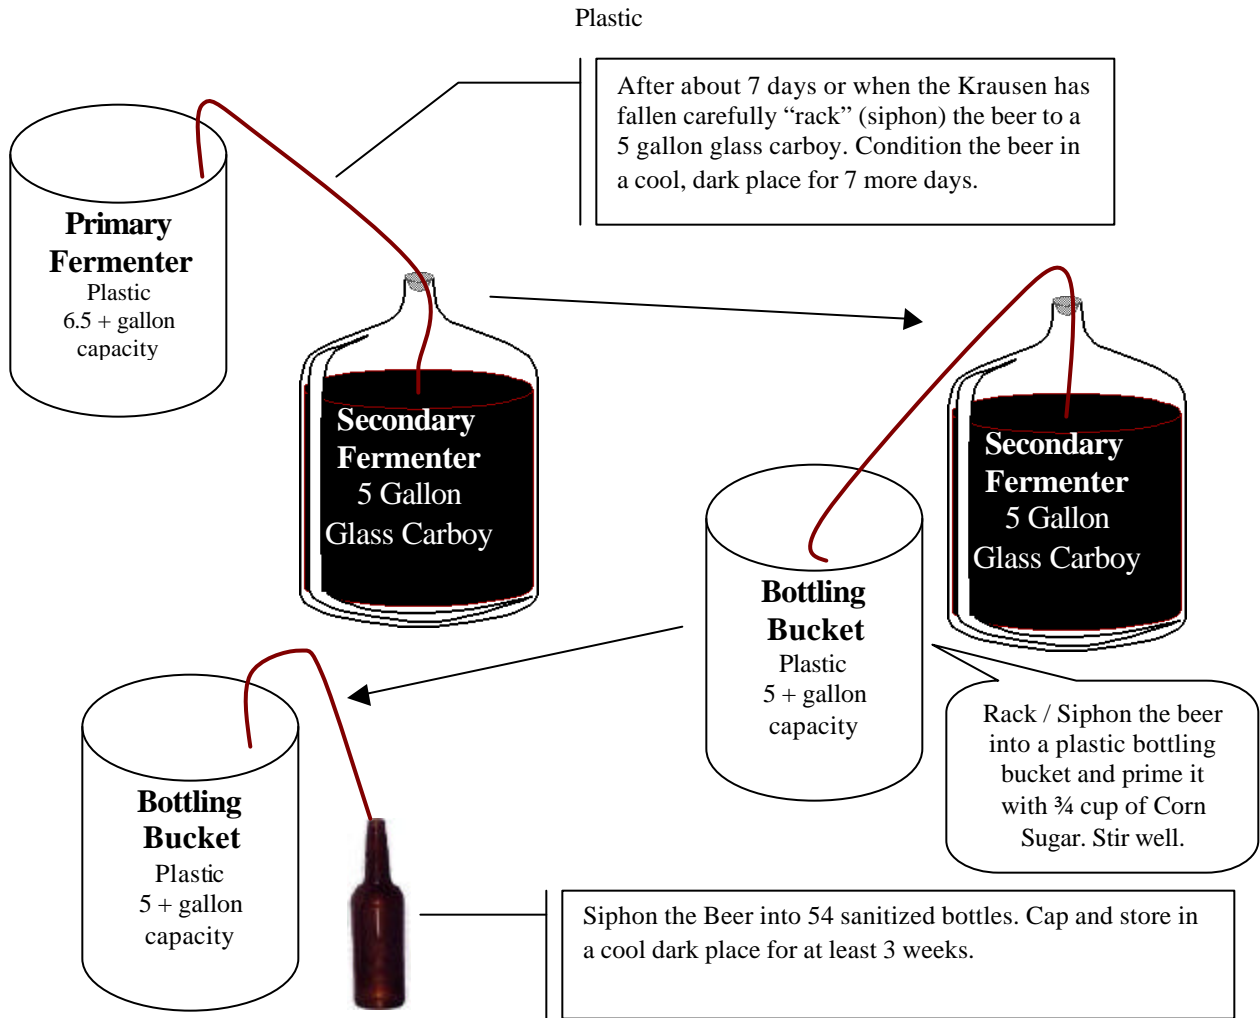 Plastic
After about 7 days or when the Krausen has
fallen carefully “rack” (siphon) the beer to a
5 gallon glass carboy. Condition the beer in
a cool, dark place for 7 more days.
Primary
Fermenter
Plastic
6.5 + gallon
capacity
Secondary
Fermenter
5 Gallon
Glass Carboy
Secondary
Fermenter
5 Gallon
Glass Carboy
Bottling
Bucket
Plastic
5 + gallon
capacity
Rack / Siphon the beer
into a plastic bottling
bucket and prime it
with ¾ cup of Corn
Sugar. Stir well.
Bottling
Bucket
Plastic
5 + gallon
capacity
Siphon the Beer into 54 sanitized bottles. Cap and store in
a cool dark place for at least 3 weeks.